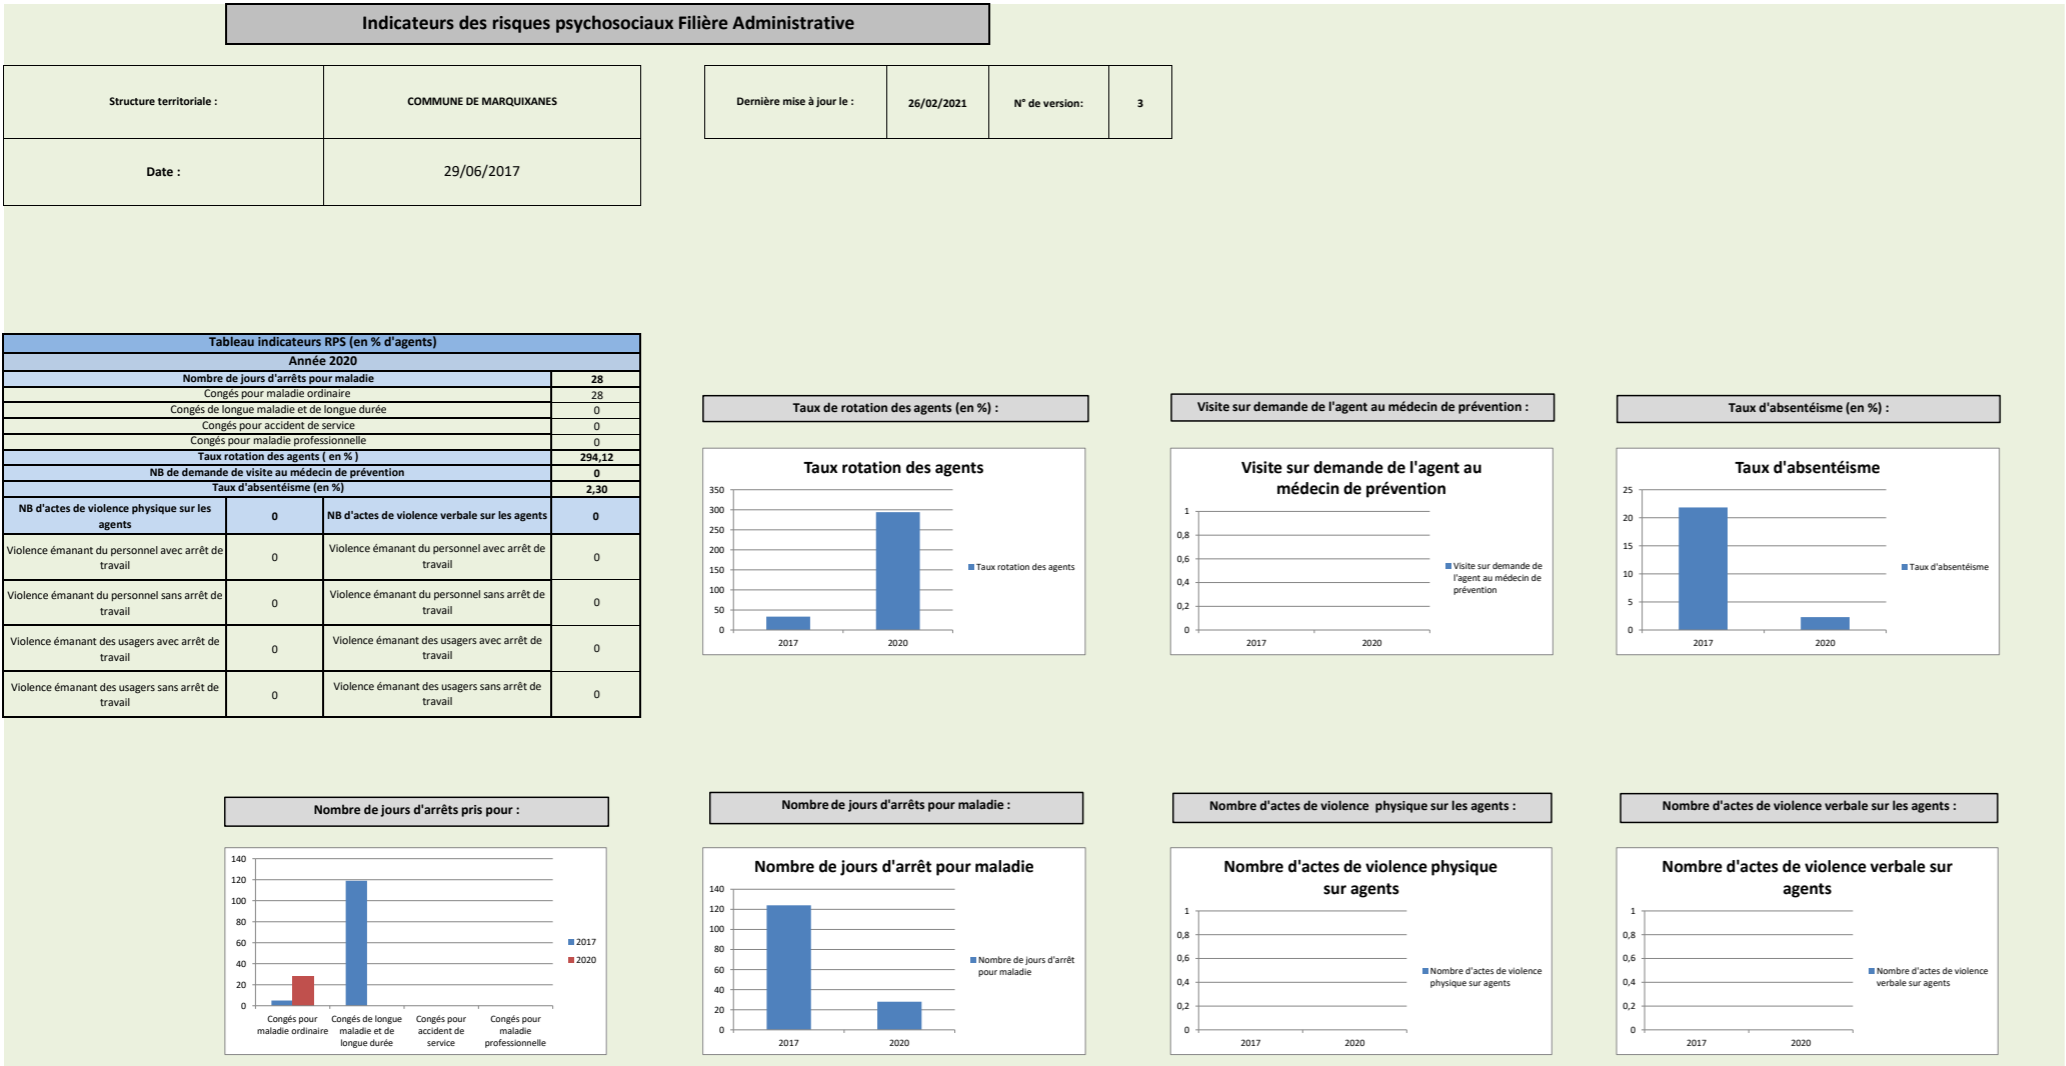 Indicateurs des risques psychosociaux Filière Administrative
Structure territoriale :
COMMUNE DE MARQUIXANES
Dernière mise à jour le :
26/02/2021
N° de version:
3
Date :
29/06/2017
Tableau indicateurs RPS (en % d'agents)
Année 2020
Nombre de jours d'arrêts pour maladie
28
Congés pour maladie ordinaire
28
Congés de longue maladie et de longue durée
0
Congés pour accident de service
0
Congés pour maladie professionnelle
0
Taux rotation des agents ( en % )
294,12
NB de demande de visite au médecin de prévention
0
Taux d'absentéisme (en %)
2,30
NB d'actes de violence physique sur les
agents
0
NB d'actes de violence verbale sur les agents
0
Violence émanant du personnel avec arrêt de
travail
0
Violence émanant du personnel avec arrêt de
travail
0
Violence émanant du personnel sans arrêt de
travail
0
Violence émanant du personnel sans arrêt de
travail
0
Violence émanant des usagers avec arrêt de
travail
0
Violence émanant des usagers avec arrêt de
travail
0
Violence émanant des usagers sans arrêt de
travail
0
Violence émanant des usagers sans arrêt de
travail
0
Taux de rotation des agents (en %) :
Taux rotation des agents
350
300
250
200
150
100
50
0
2017
2020
Taux rotation des agents
Visite sur demande de l'agent au médecin de prévention :
Visite sur demande de l'agent au
médecin de prévention
1
0,8
0,6
0,4
0,2
0
2017
2020
Visite sur demande de
l'agent au médecin de
prévention
Taux d'absentéisme (en %) :
Taux d'absentéisme
25
20
15
10
5
0
2017
2020
Taux d'absentéisme
Nombre de jours d'arrêts pris pour :
140
120
100
80
60
40
20
0
Congés pour
maladie ordinaire
Congés de longue
maladie et de
longue durée
Congés pour
accident de
service
Congés pour
maladie
professionnelle
2017
2020
Nombre de jours d'arrêts pour maladie :
Nombre de jours d'arrêt pour maladie
140
120
100
80
60
40
20
0
2017
2020
Nombre de jours d'arrêt
pour maladie
Nombre d'actes de violence  physique sur les agents :
Nombre d'actes de violence physique
sur agents
1
0,8
0,6
0,4
0,2
0
2017
2020
Nombre d'actes de violence
physique sur agents
Nombre d'actes de violence verbale sur les agents :
Nombre d'actes de violence verbale sur
agents
1
0,8
0,6
0,4
0,2
0
2017
2020
Nombre d'actes de violence
verbale sur agents